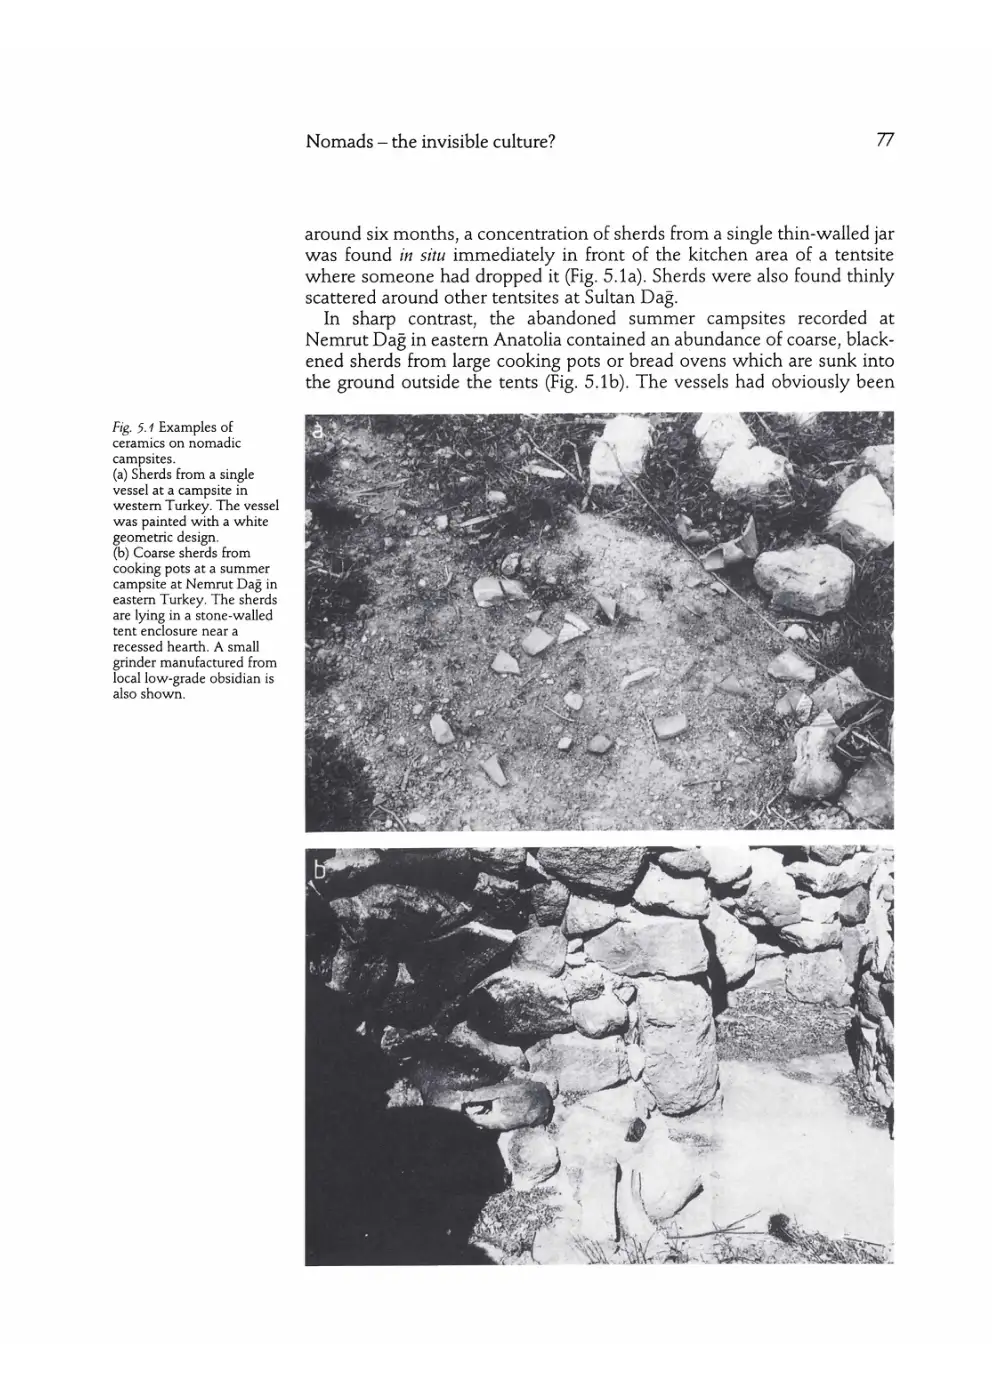 Nomads – the invisible culture? 77
around six months, a concentration of sherds from a single thin-walled jar
was found in situ immediately in front of the kitchen area of a tentsite
where someone had dropped it (Fig. 5.1a). Sherds were also found thinly
scattered around other tentsites at Sultan Dağ.
In sharp contrast, the abandoned summer campsites recorded at
Nemrut Dağ in eastern Anatolia contained an abundance of coarse, black-
ened sherds from large cooking pots or bread ovens which are sunk into
the ground outside the tents (Fig. 5.1b). The vessels had obviously been
Fig. 5.1 Examples of
ceramics on nomadic
campsites.
(a) Sherds from a single
vessel at a campsite in
western Turkey. The vessel
was painted with a white
geometric design.
(b) Coarse sherds from
cooking pots at a summer
campsite at Nemrut Dağ in
eastern Turkey. The sherds
are lying in a stone-walled
tent enclosure near a
recessed hearth. A small
grinder manufactured from
local low-grade obsidian is
also shown.
a
b